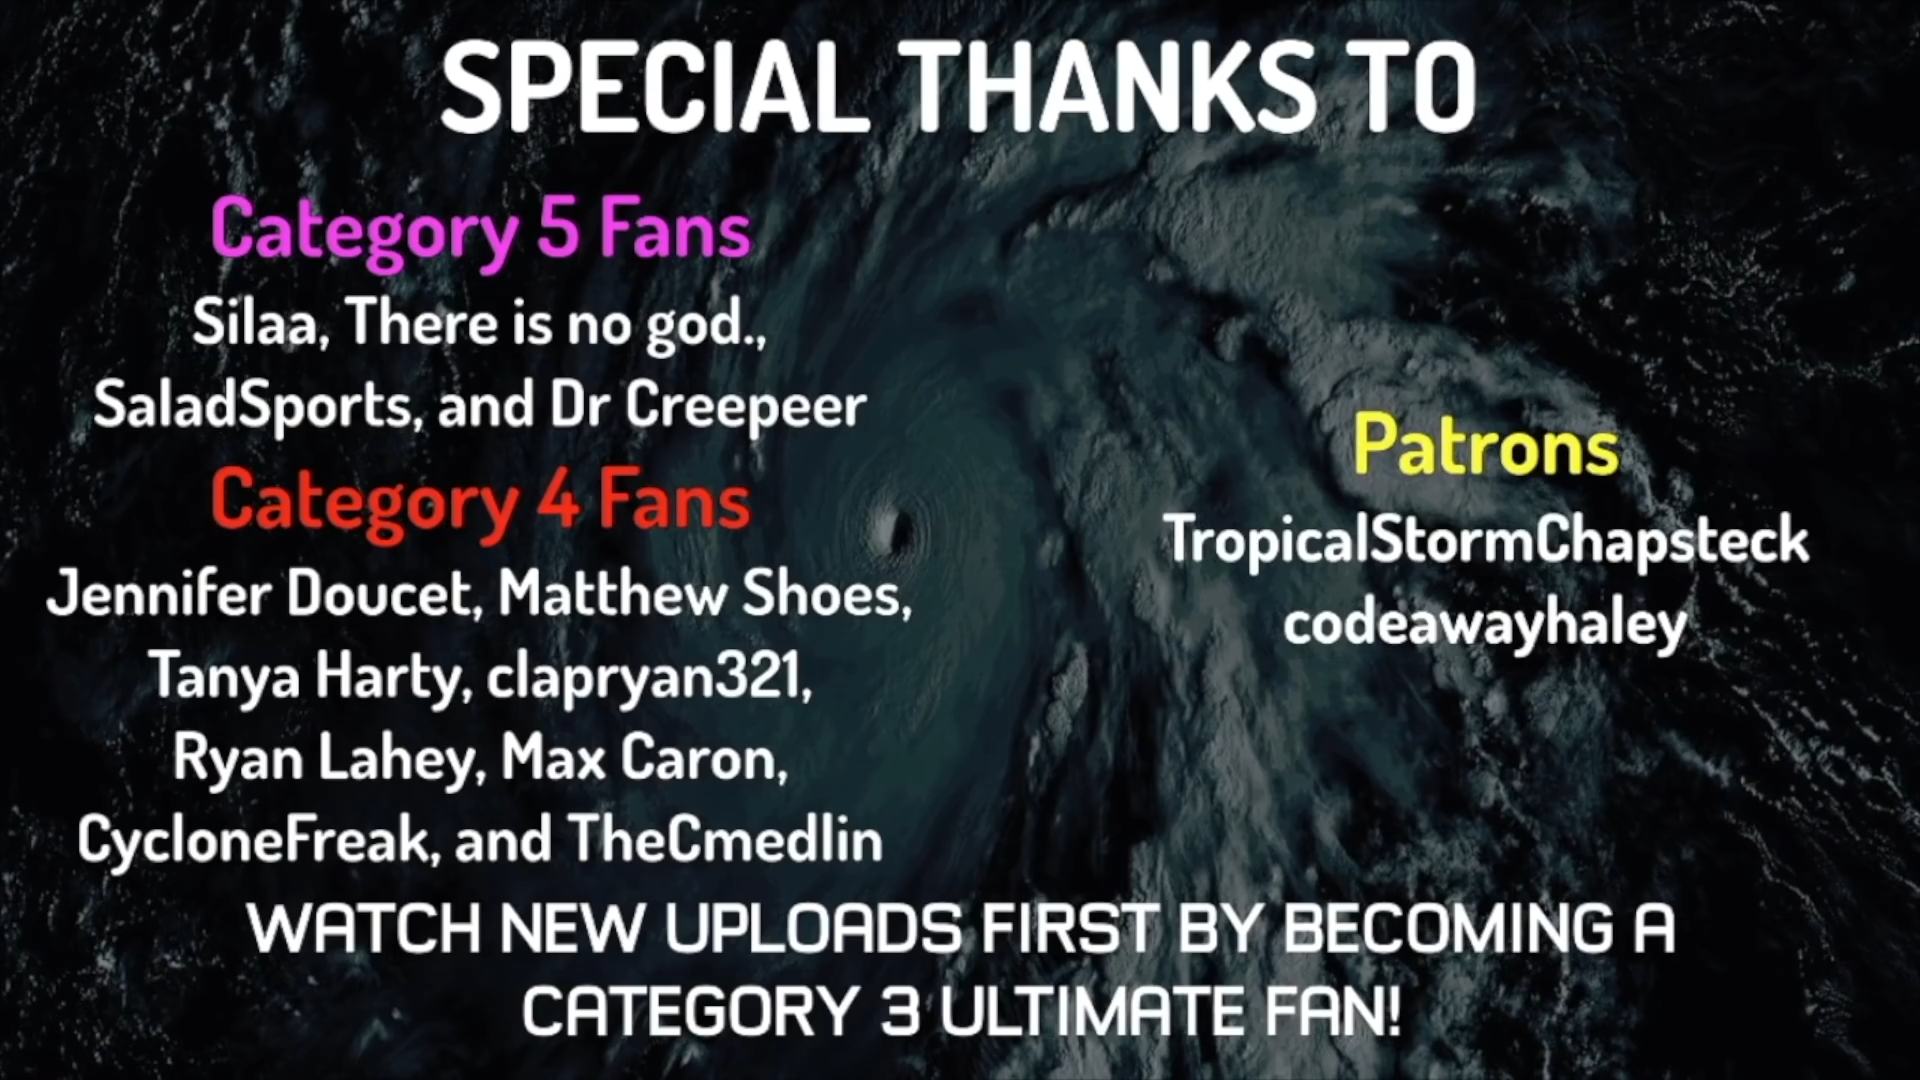 SPECIAL THANKS TO
Category 5 Fans
Silaa, There is no god.,
SaladSports, and Dr Creepeer
Category 4 Fans
Jennifer Doucet, Matthew Shoes,
Tanya Harty, clapryan321,
Ryan Lahey, Max Caron,
CycloneFreak, and TheCmedlin
Patrons
TropicalStormChapsteck
codeawayhaley
WATCH NEW UPLOADS FIRST BY BECOMING A
CATEGORY 3 ULTIMATE FAN!